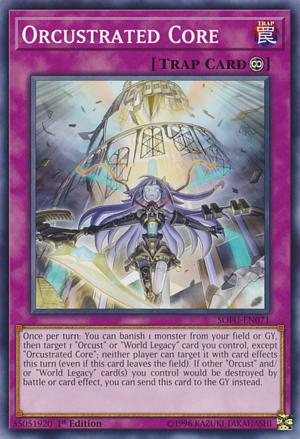 ORCUSTRATED CORE
TRAP
罠
[TRAP CARD]
SOFU-EN071
Once per turn: You can banish 1 monster from your field or GY,
then target 1 "Orcust" or "World Legacy" card you control, except
"Orcustrated Core"; neither player can target it with card effects
this turn (even if this card leaves the field). If other "Orcust" and/
or "World Legacy" card(s) you control would be destroyed by
battle or card effect, you can send this card to the GY instead.
55051920
1st Edition
©1996 KAZUKI TAKAHASHI